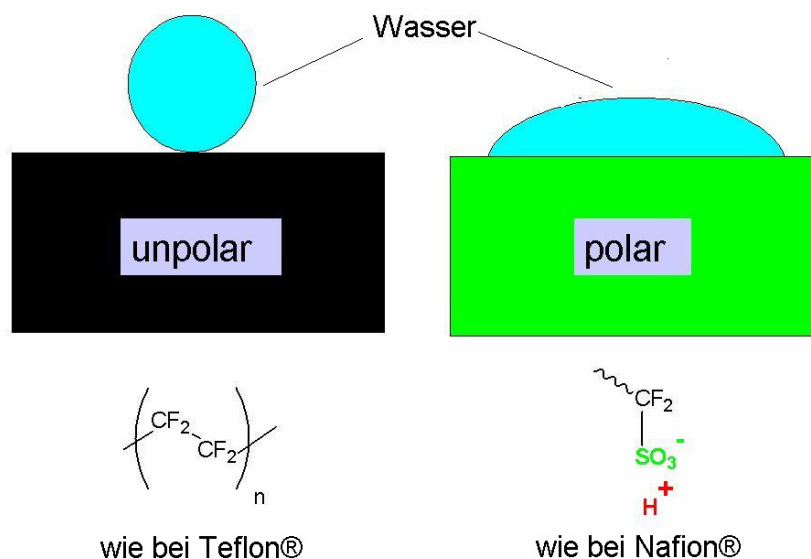 Wasser
unpolar
polar
CF₂
CF₂
n
CF₂
SO₃⁻
H⁺
wie bei Teflon®
wie bei Nafion®